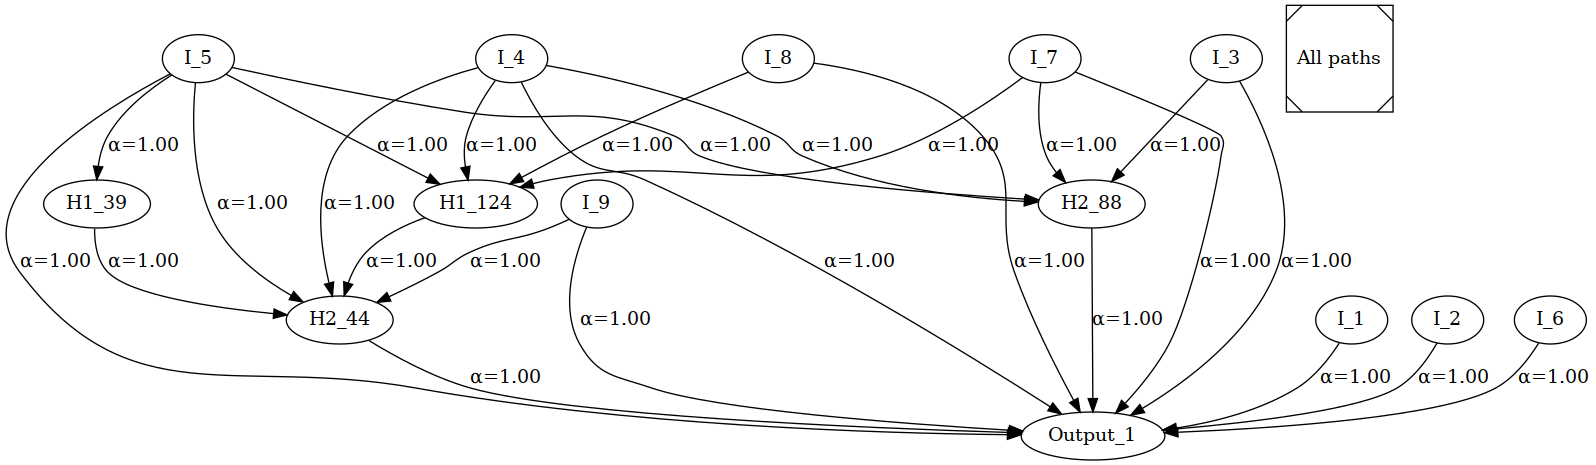 I_5 I_4 I_8 I_7 I_3 All paths
α=1.00 α=1.00 α=1.00 α=1.00 α=1.00 α=1.00 α=1.00 α=1.00 α=1.00
H1_39 H1_124 I_9 H2_88
α=1.00 α=1.00
α=1.00 α=1.00 α=1.00 α=1.00 α=1.00 α=1.00 α=1.00 α=1.00
H2_44 α=1.00 α=1.00 I_1 I_2 I_6
α=1.00 α=1.00 α=1.00 α=1.00
Output_1